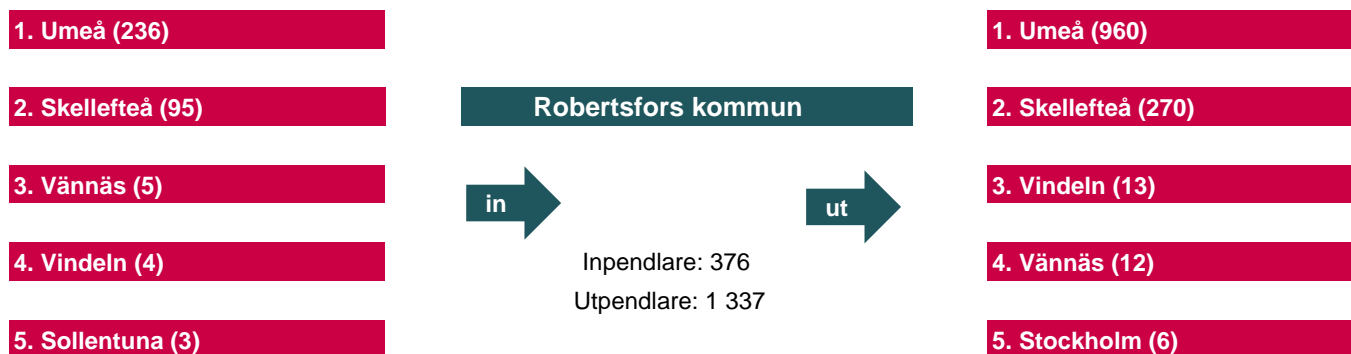 1. Umeå (236)
2. Skellefteå (95)
3. Vännäs (5)
4. Vindeln (4)
5. Sollentuna (3)
Robertsfors kommun
in
ut
Inpendlare: 376
Utpendlare: 1 337
1. Umeå (960)
2. Skellefteå (270)
3. Vindeln (13)
4. Vännäs (12)
5. Stockholm (6)